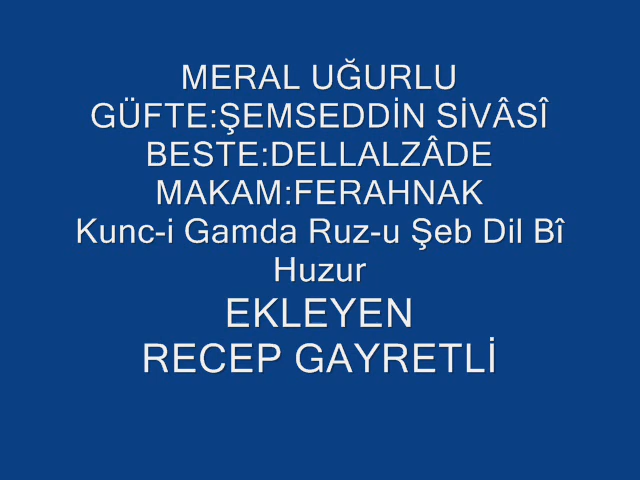 MERAL UĞURLU
GÜFTE:ŞEMSEDDİN SİVÂSÎ
BESTE:DELLALZÂDE
MAKAM:FERAHNAK
Kunc-i Gamda Ruz-u Şeb Dil Bî
Huzur
EKLEYEN
RECEP GAYRETLİ